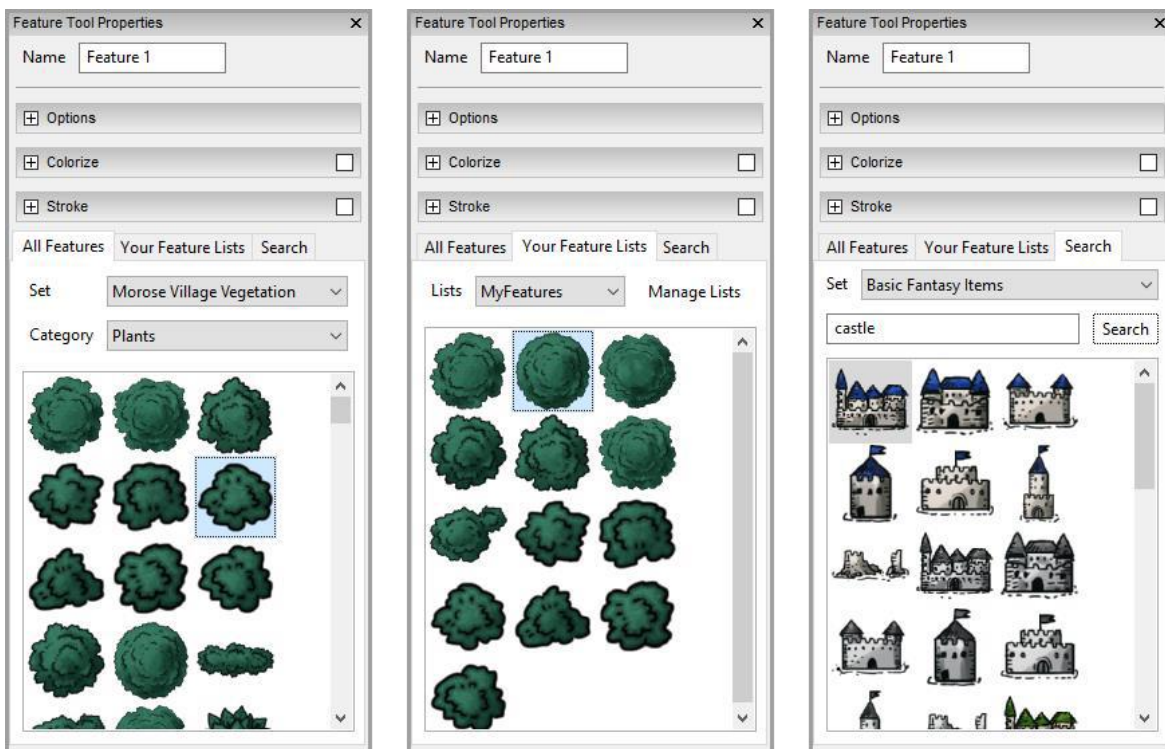 Feature Tool Properties
Name Feature 1
Options
Colorize
Stroke
All Features Your Feature Lists Search
Set Morose Village Vegetation
Category Plants
Feature Tool Properties
Name Feature 1
Options
Colorize
Stroke
All Features Your Feature Lists Search
Lists MyFeatures Manage Lists
Feature Tool Properties
Name Feature 1
Options
Colorize
Stroke
All Features Your Feature Lists Search
Set Basic Fantasy Items
castle Search